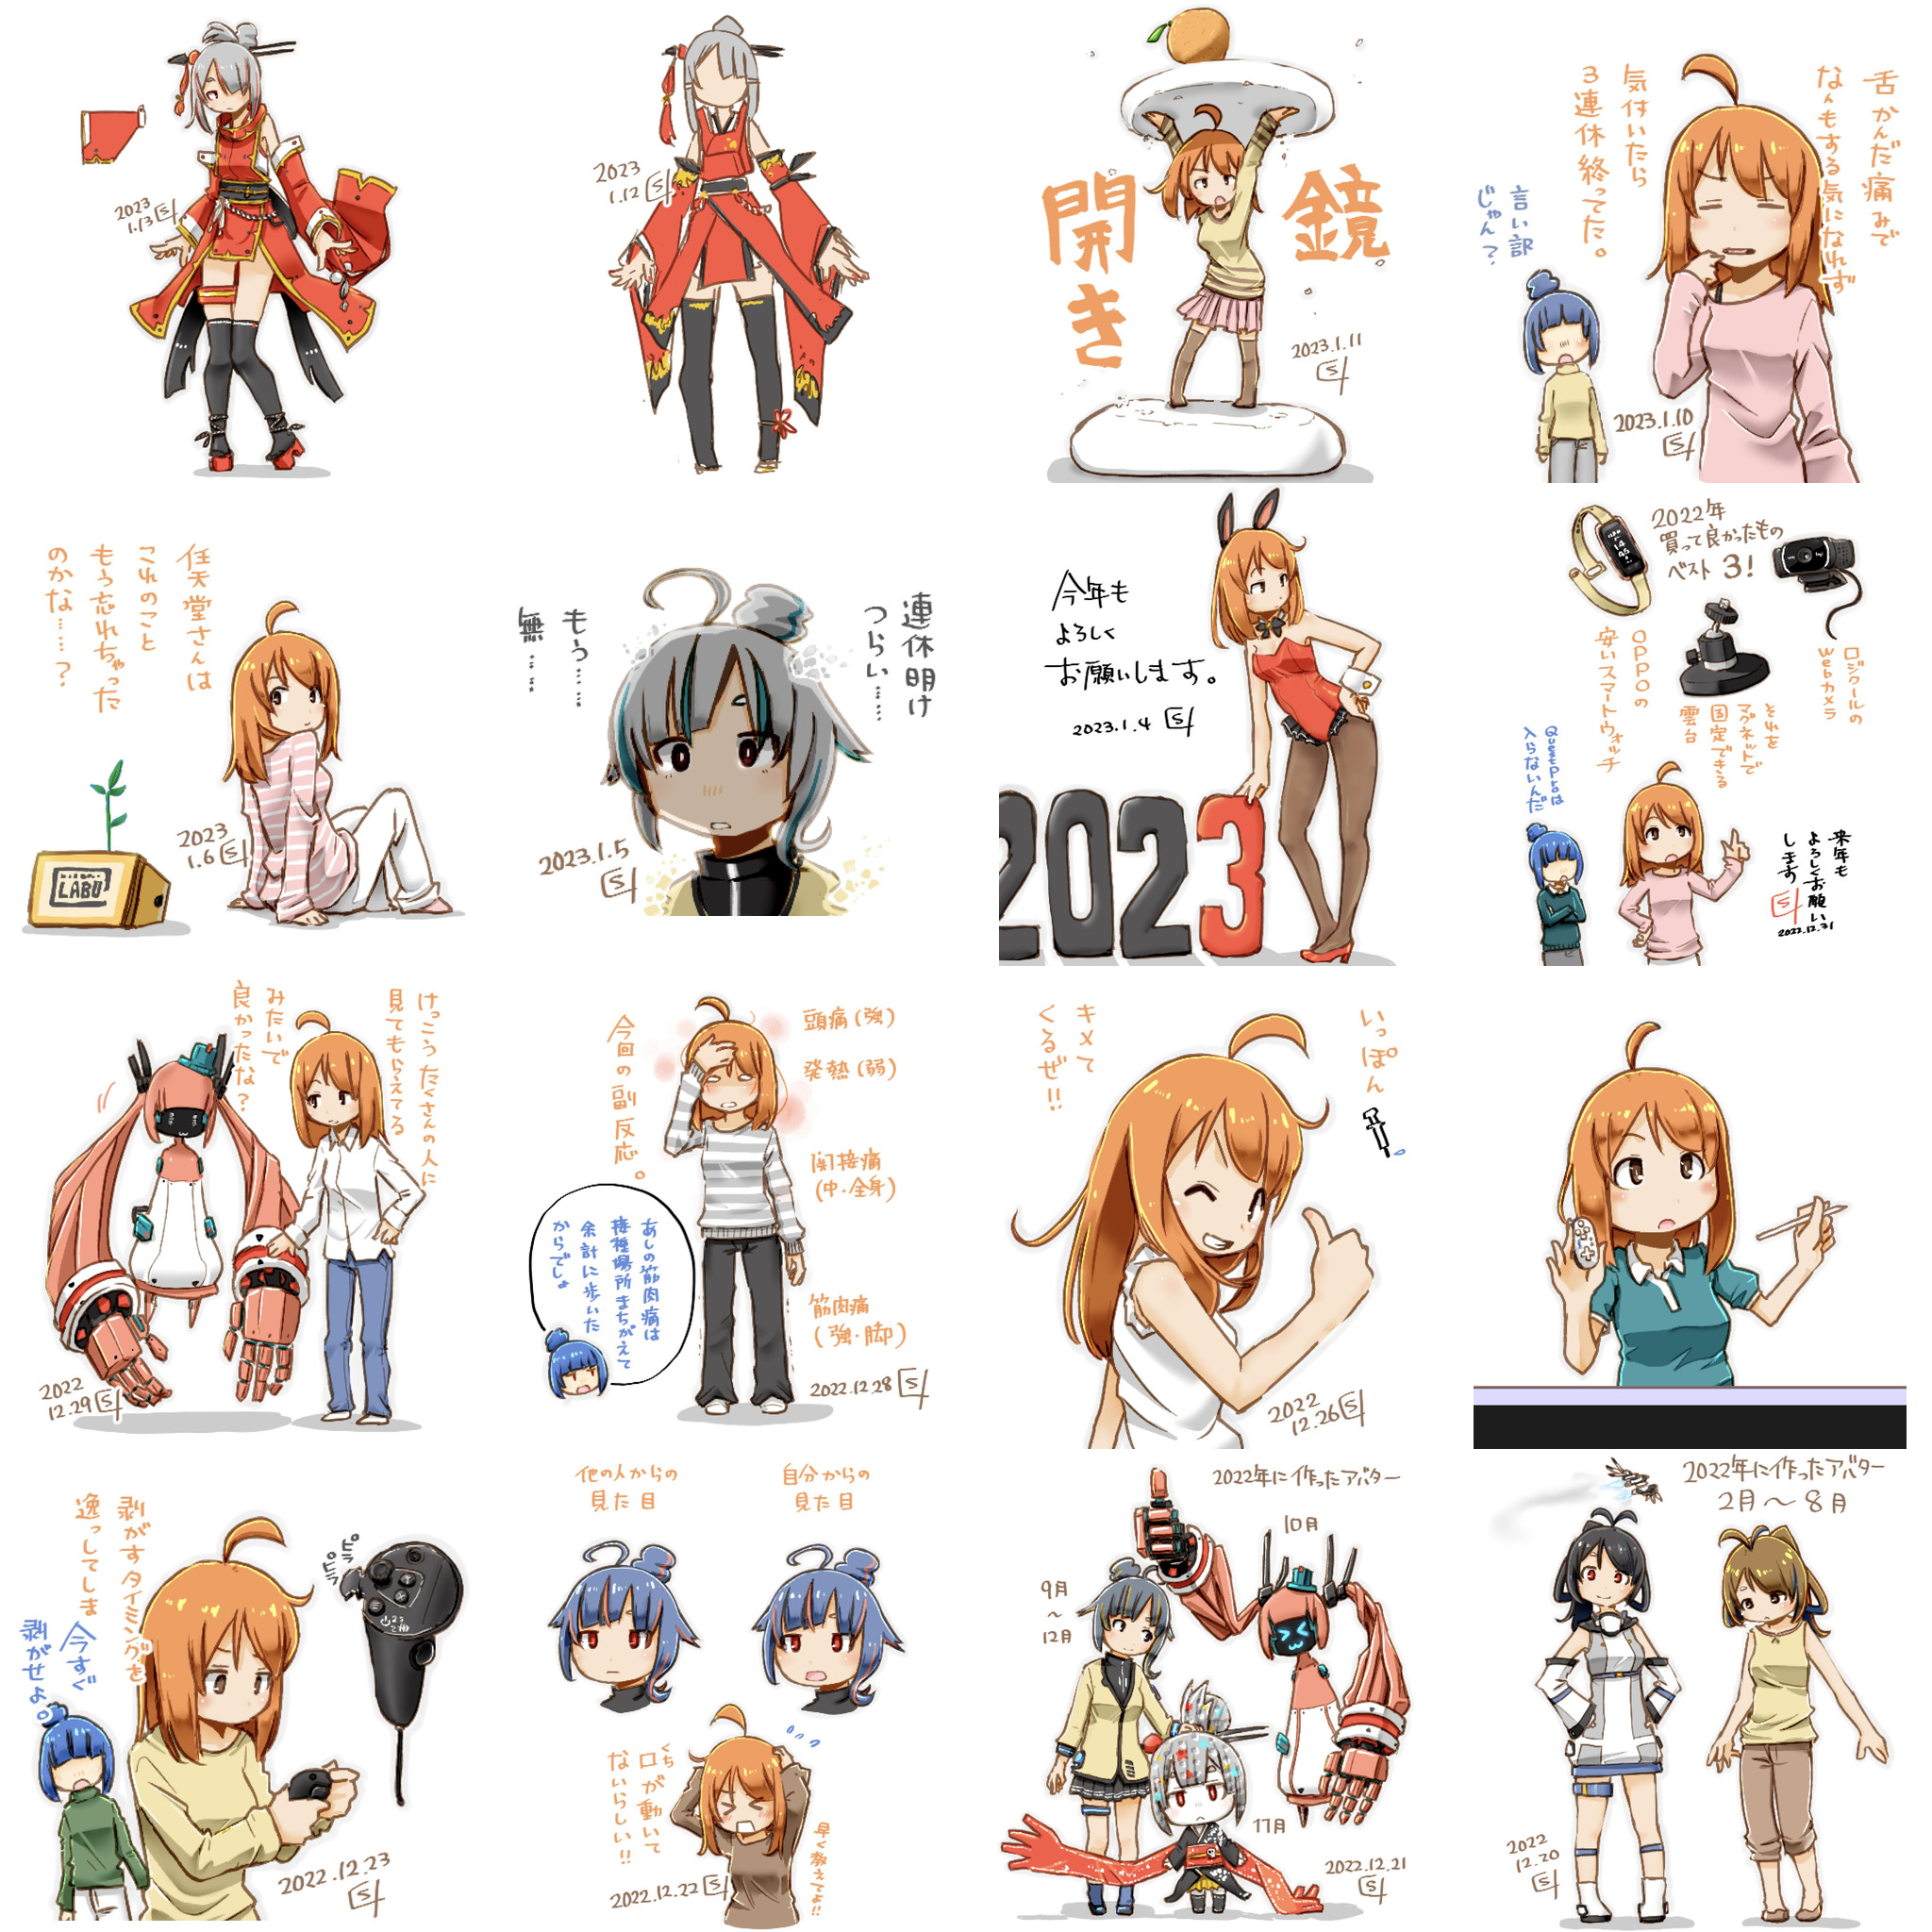 2023
1.13
2023
1.12
鏡
開き
2023.1.11
舌かんだ痛みで
なんもする気になれず
気付いたら
3連休終ってた。
言い訳
じゃん?
2023.1.10
任天堂さんは
これのこと
もう忘れちゃった
のかな……?
LABO
2023
1.6
連休明け
つらい……
もう……
無……
2023.1.5
今年も
よろしく
お願いします。
2023.1.4
2023
2022年
買って良かったもの
ベスト3!
ロジクールの
Webカメラ
それを
マグネットで
固定できる
雲台
OPPOの
安いスマートウォッチ
QuestProは
入らないんだ
来年も
よろしくお願い
します
2022.12.31
けっこうたくさんの人に
見てもらえてる
みたいで
良かったな?
2022
12.29
今回の副反応。
頭痛(強)
発熱(弱)
関接痛
(中・全身)
筋肉痛
(強・脚)
あしの筋肉痛は
接種場所まちがえて
余計に歩いた
からでしょ
2022.12.28
いっぽん
キメて
くるぜ!!
2022
12.26
剥がすタイミングを
逸ってしてしま
今すぐ
剥がせよ。
ピラ
ピラ
2022.12.23
他の人からの
見た目
自分からの
見た目
口が動いて
くち
ないらしい!!
早く教えてよ!!
2022.12.22
2022年に作ったアバター
10月
9月
〜
12月
11月
2022.12.21
2022年に作ったアバター
2月〜8月
2022
12.20